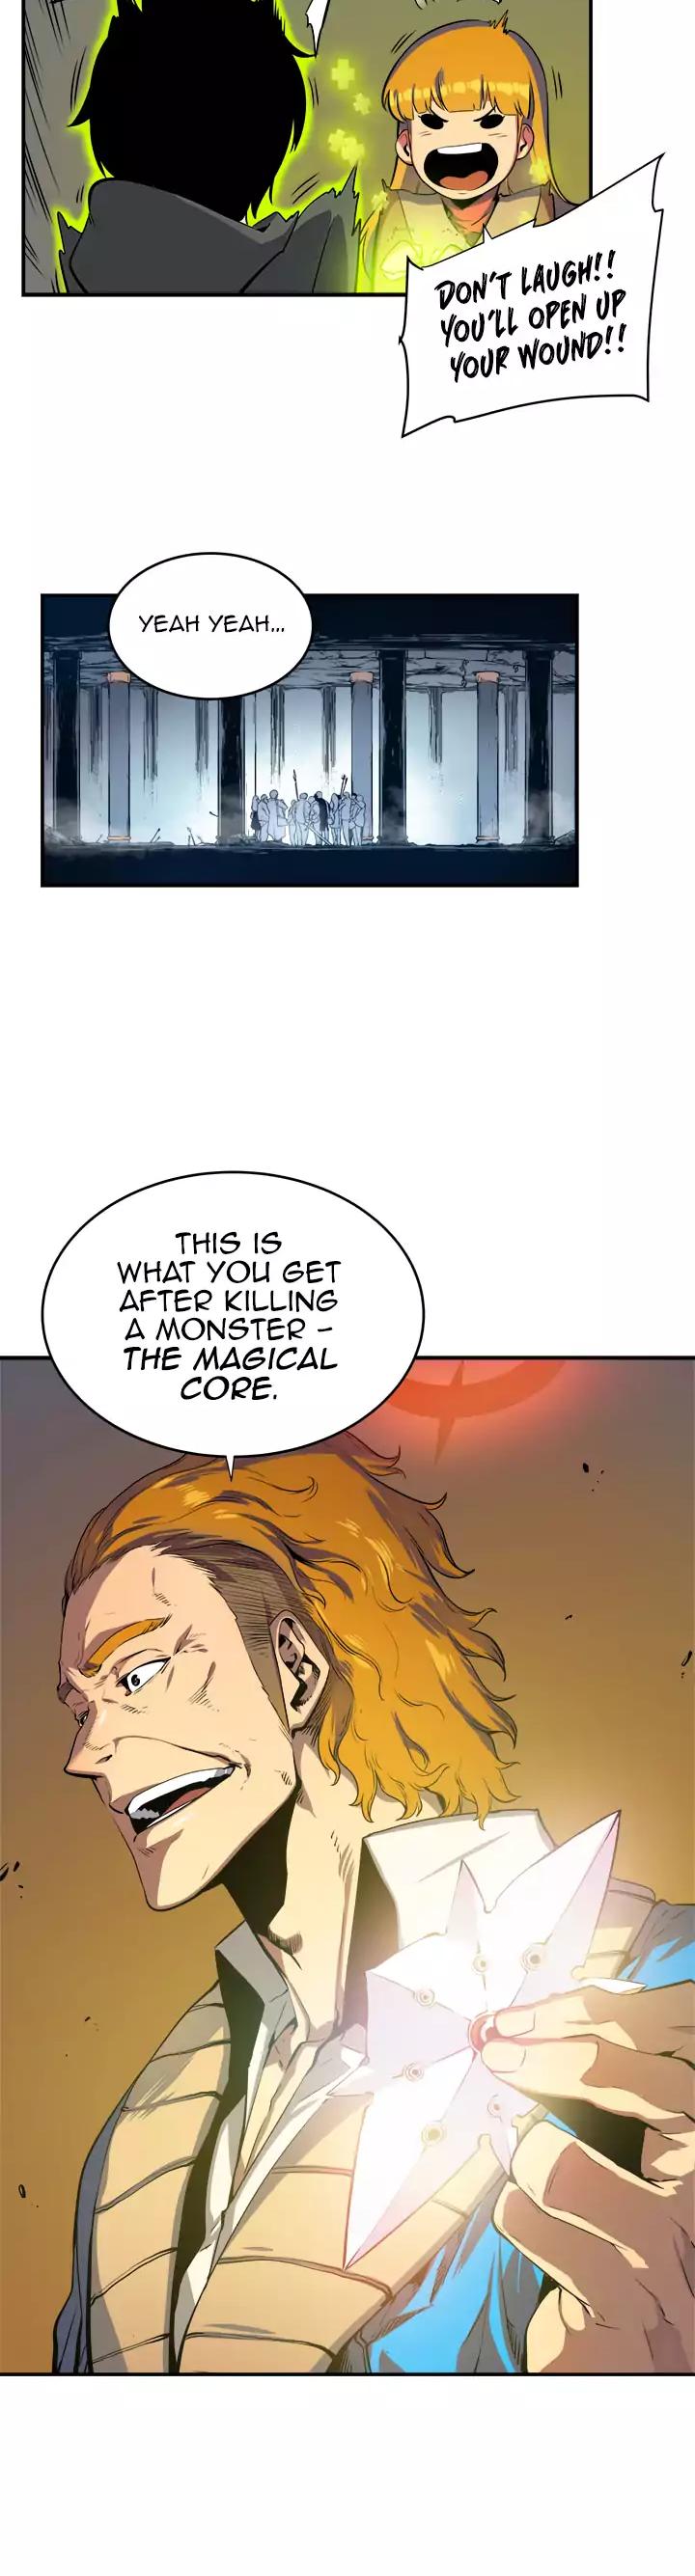 DON'T LAUGH!!
YOU'LL OPEN UP
YOUR WOUND!!
YEAH YEAH...
THIS IS
WHAT YOU GET
AFTER KILLING
A MONSTER -
THE MAGICAL
CORE.